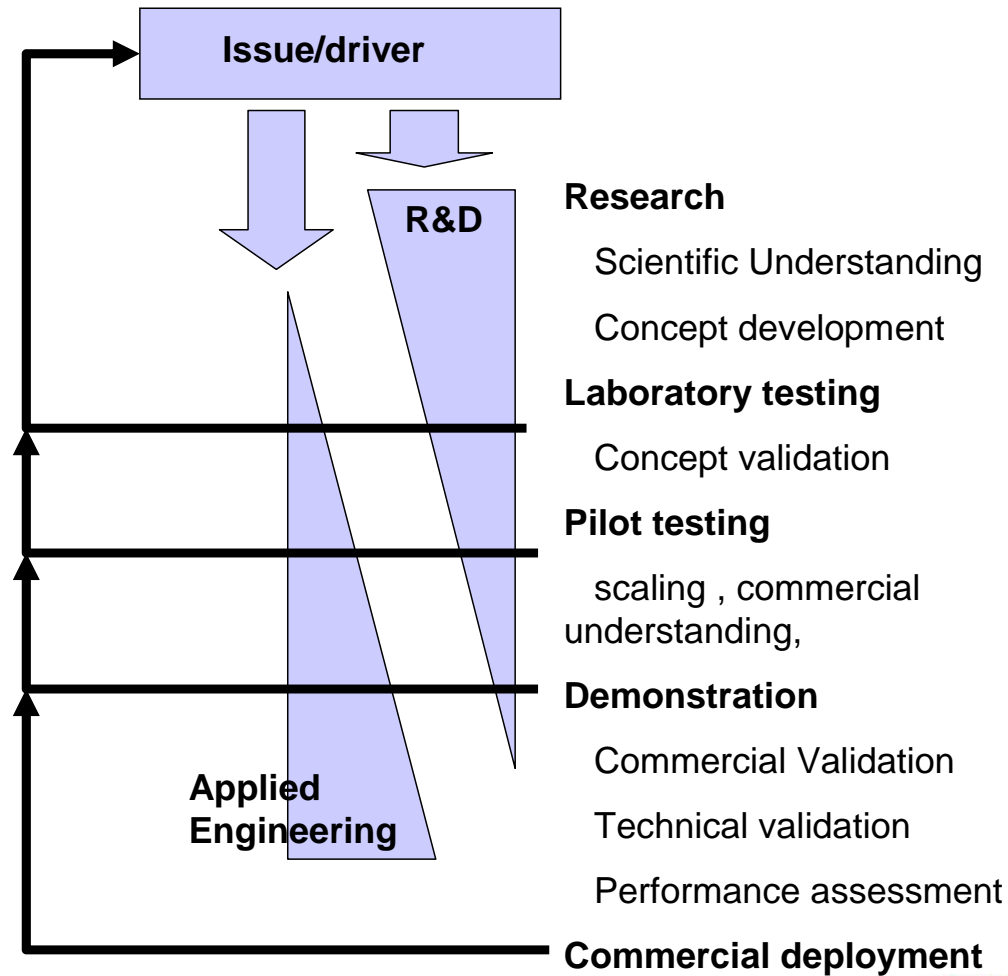 Issue/driver
R&D
Research
Scientific Understanding
Concept development
Laboratory testing
Concept validation
Pilot testing
scaling , commercial
understanding,
Demonstration
Commercial Validation
Technical validation
Performance assessment
Applied
Engineering
Commercial deployment